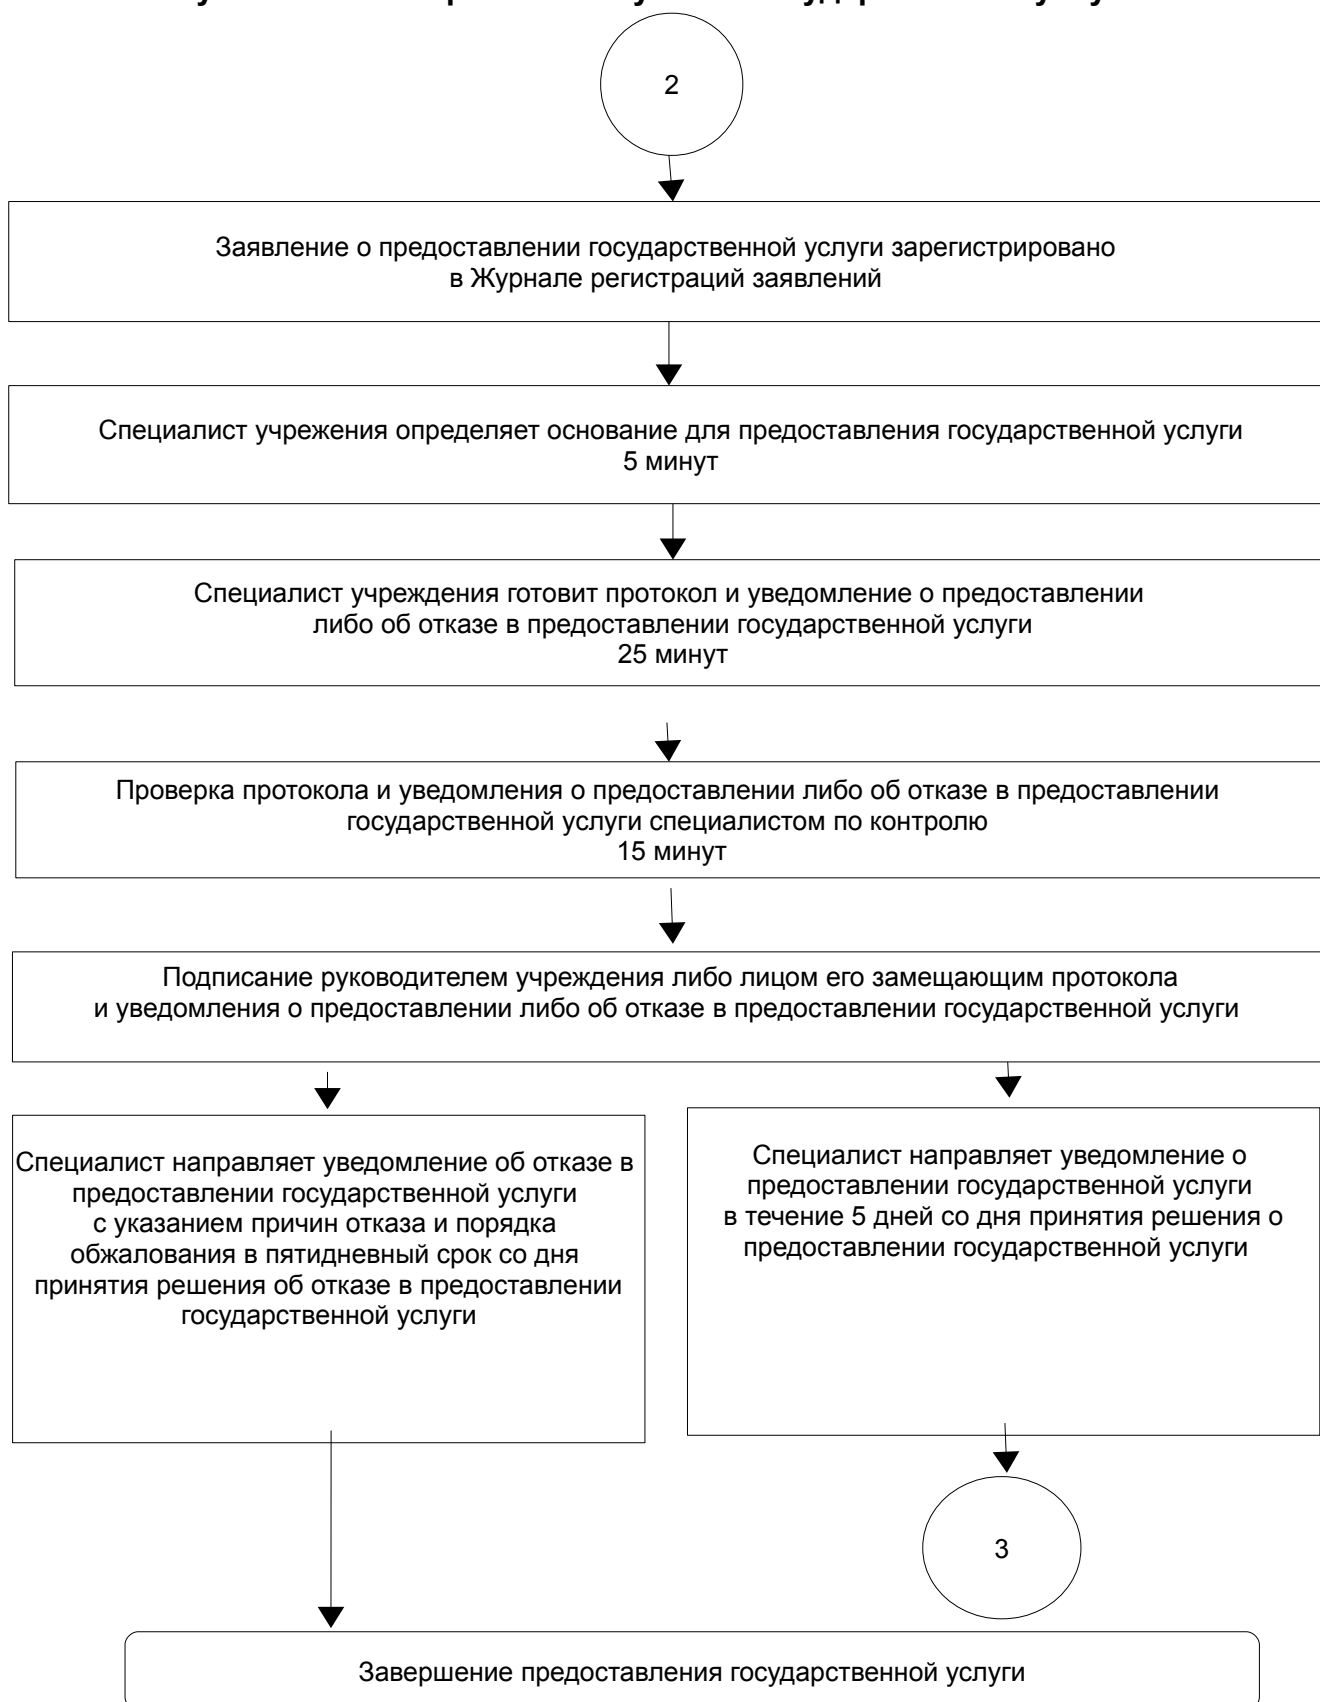 2
Заявление о предоставлении государственной услуги зарегистрировано
в Журнале регистраций заявлений
Специалист учрежения определяет основание для предоставления государственной услуги
5 минут
Специалист учреждения готовит протокол и уведомление о предоставлении
либо об отказе в предоставлении государственной услуги
25 минут
Проверка протокола и уведомления о предоставлении либо об отказе в предоставлении
государственной услуги специалистом по контролю
15 минут
Подписание руководителем учреждения либо лицом его замещающим протокола
и уведомления о предоставлении либо об отказе в предоставлении государственной услуги
Специалист направляет уведомление об отказе в
предоставлении государственной услуги
с указанием причин отказа и порядка
обжалования в пятидневный срок со дня
принятия решения об отказе в предоставлении
государственной услуги
Специалист направляет уведомление о
предоставлении государственной услуги
в течение 5 дней со дня принятия решения о
предоставлении государственной услуги
3
Завершение предоставления государственной услуги